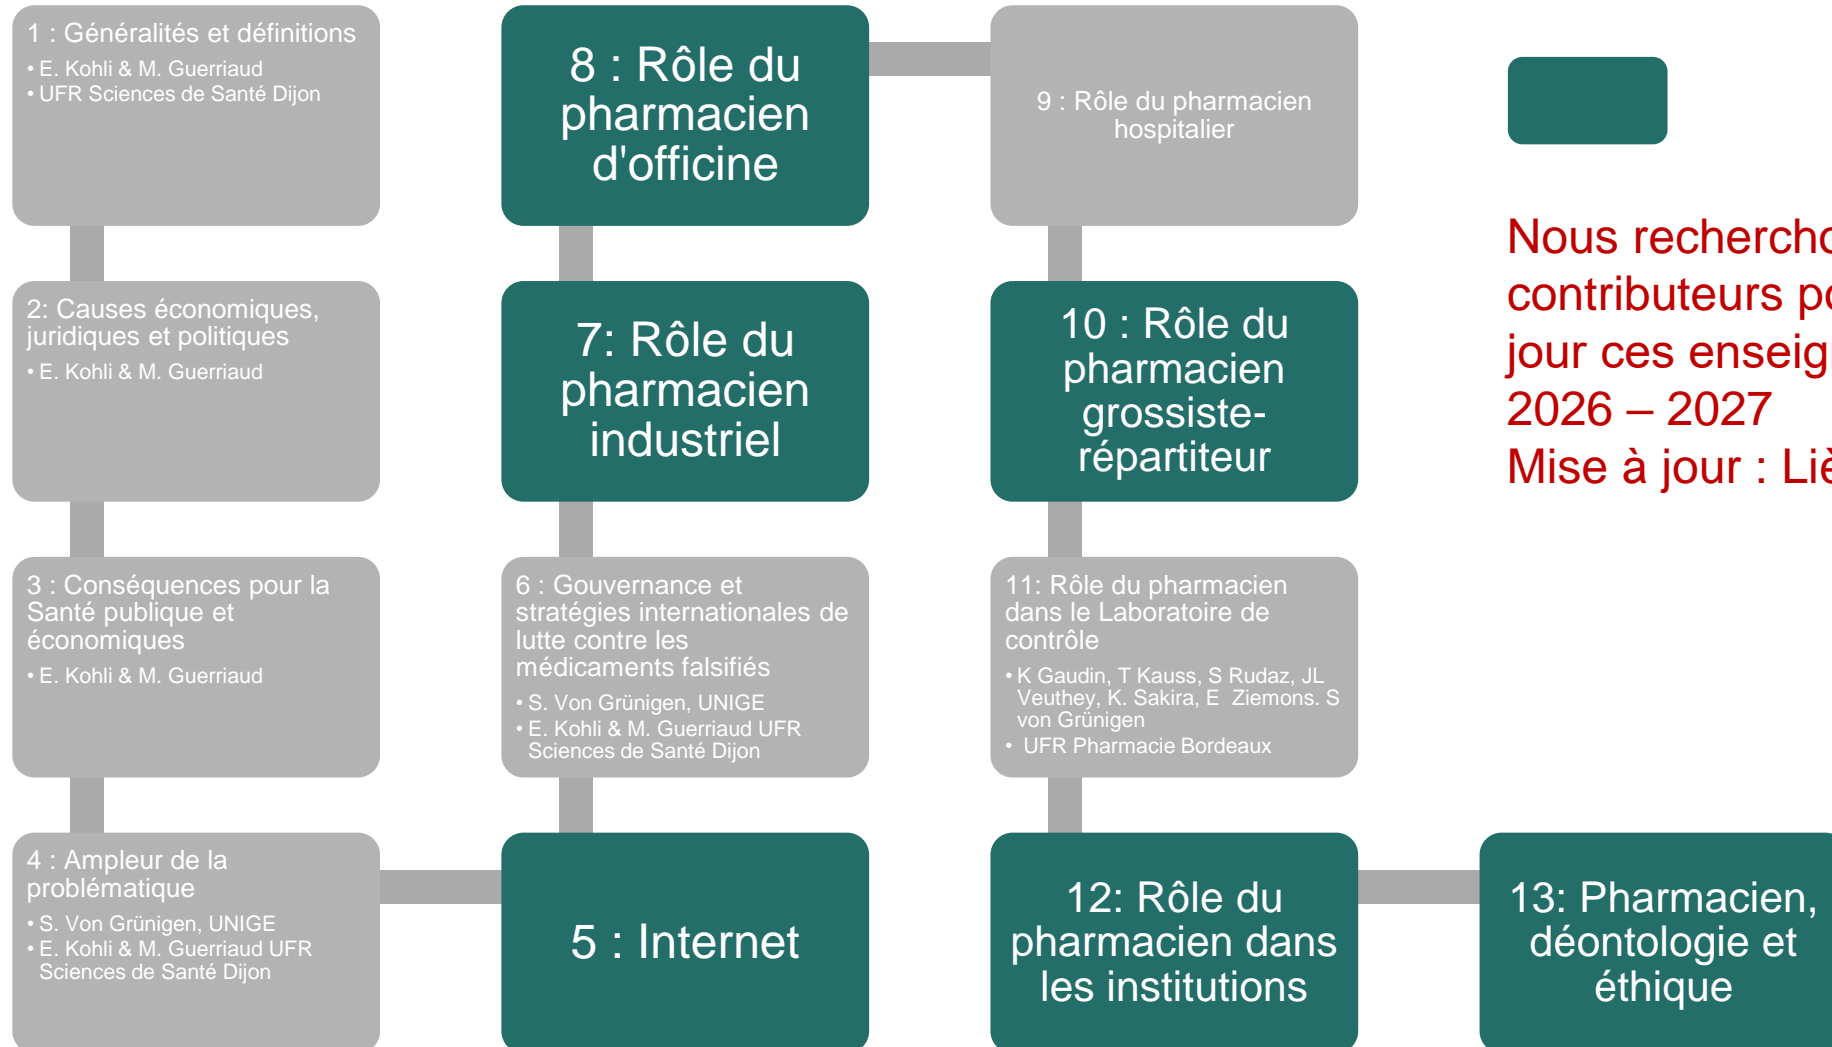 1 : Généralités et définitions
• E. Kohli & M. Guerriaud
• UFR Sciences de Santé Dijon
2: Causes économiques,
juridiques et politiques
• E. Kohli & M. Guerriaud
3 : Conséquences pour la
Santé publique et
économiques
• E. Kohli & M. Guerriaud
4 : Ampleur de la
problématique
• S. Von Grünigen, UNIGE
• E. Kohli & M. Guerriaud UFR
Sciences de Santé Dijon
5 : Internet
6 : Gouvernance et
stratégies internationales de
lutte contre les
médicaments falsifiés
• S. Von Grünigen, UNIGE
• E. Kohli & M. Guerriaud UFR
Sciences de Santé Dijon
7: Rôle du
pharmacien
industriel
8 : Rôle du
pharmacien
d'officine
9 : Rôle du pharmacien
hospitalier
10 : Rôle du
pharmacien
grossiste-
répartiteur
11: Rôle du pharmacien
dans le Laboratoire de
contrôle
• K Gaudin, T Kauss, S Rudaz, JL
Veuthey, K. Sakira, E Ziemons. S
von Grünigen
• UFR Pharmacie Bordeaux
12: Rôle du
pharmacien dans
les institutions
13: Pharmacien,
déontologie et
éthique
Nous
contributeurs
jour ces
2026 – 2027
Mise à jour :